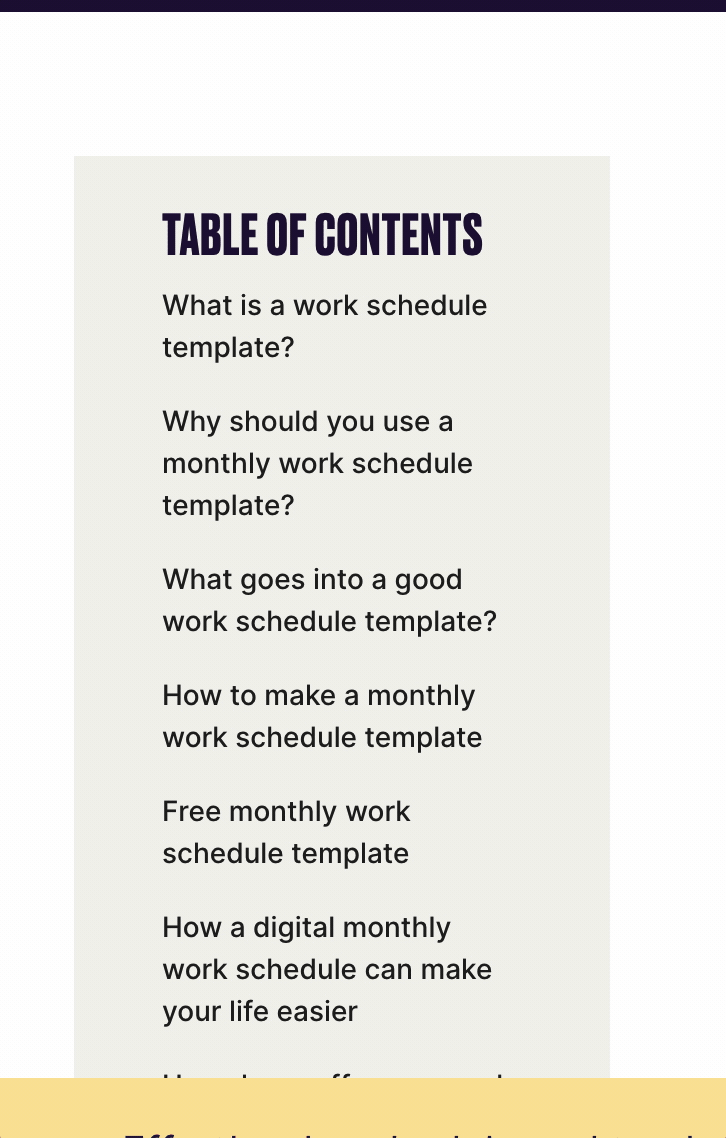 TABLE OF CONTENTS
What is a work schedule
template?
Why should you use a
monthly work schedule
template?
What goes into a good
work schedule template?
How to make a monthly
work schedule template
Free monthly work
schedule template
How a digital monthly
work schedule can make
your life easier